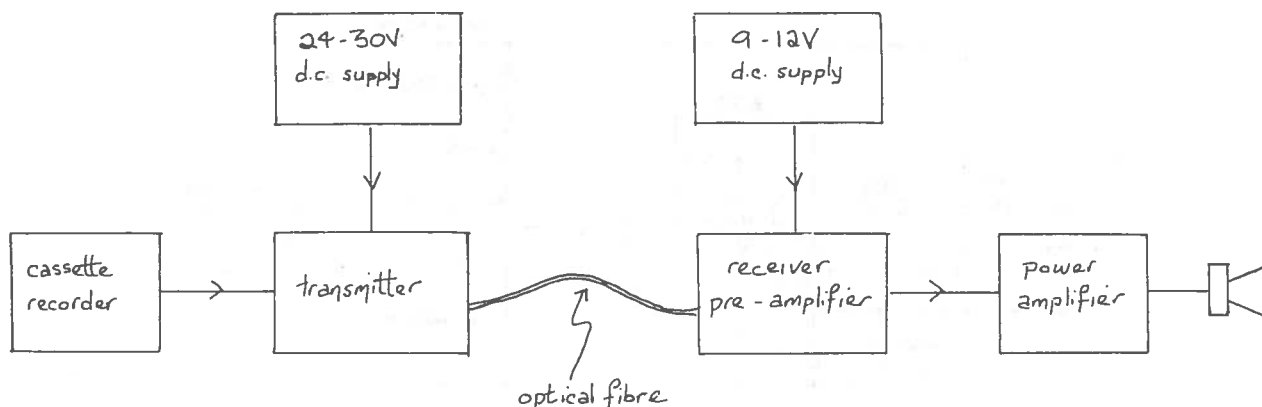 24-30V
d.c. supply
9-12V
d.c. supply
cassette
recorder
transmitter
receiver
pre-amplifier
power
amplifier
optical fibre